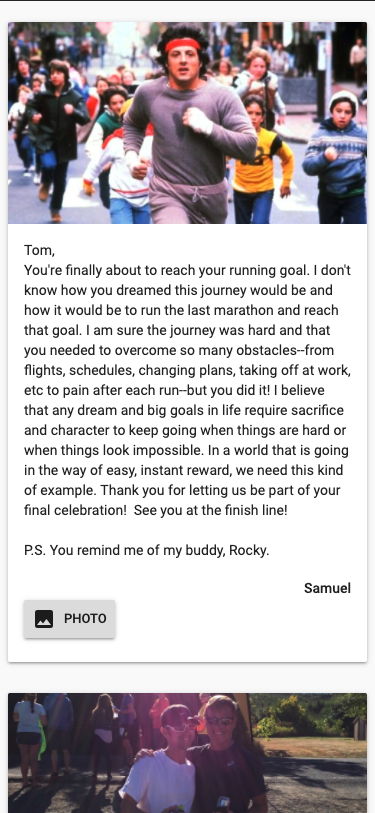 Tom,
You're finally about to reach your running goal. I don't
know how you dreamed this journey would be and
how it would be to run the last marathon and reach
that goal. I am sure the journey was hard and that
you needed to overcome so many obstacles--from
flights, schedules, changing plans, taking off at work,
etc to pain after each run--but you did it! I believe
that any dream and big goals in life require sacrifice
and character to keep going when things are hard or
when things look impossible. In a world that is going
in the way of easy, instant reward, we need this kind
of example. Thank you for letting us be part of your
final celebration!  See you at the finish line!
P.S. You remind me of my buddy, Rocky.
Samuel
PHOTO